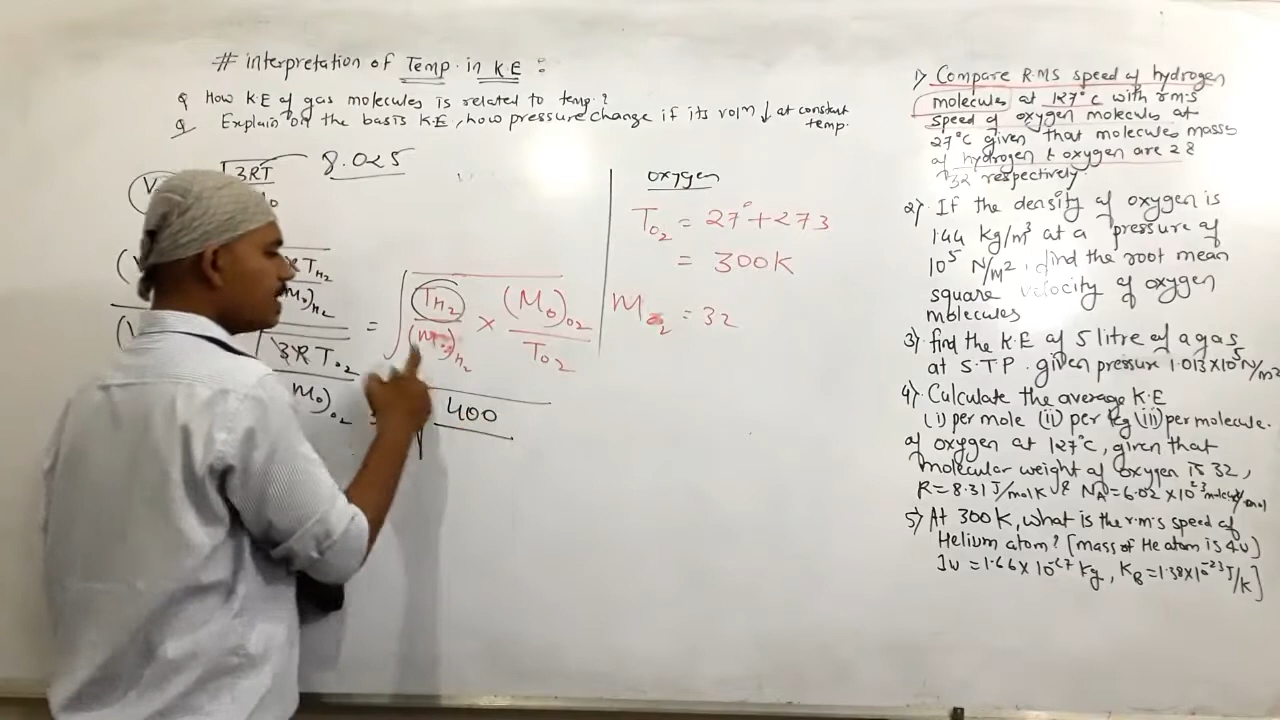 # interpretation of Temp. in K.E :
Q How K.E of gas molecules is related to temp.?
Q Explain on the basis K.E, how pressure change if its volm ↓ at constant temp.
3RT
8.025
T H2
M₀) H2
3R T O2
M₀) O2
= √ T H2 / (M₀) H2 × (M₀) O2 / T O2
400
oxygen
T O2 = 27° + 273
= 300K
M O2 = 32
1) Compare R.M.S speed of hydrogen
molecules at 127°C with r.m.s
speed of oxygen molecules at
27°C given that molecules masses
of hydrogen & oxygen are 2 &
32 respectively.
2) If the density of oxygen is
1.44 kg/m³ at a pressure of
10⁵ N/m², find the root mean
square velocity of oxygen
molecules
3) find the K.E of 5 litre of a gas
at S.T.P. given pressure 1.013×10⁵ N/m²
4) Calculate the average K.E
(i) per mole (ii) per kg (iii) per molecule.
of oxygen at 127°C, given that
molecular weight of oxygen is 32,
R = 8.31 J/mol K & N_A = 6.02 × 10²³
5) At 300K, what is the r.m.s speed of
Helium atom? [mass of He atom is 4u]
1u = 1.66 × 10⁻²⁷ kg, K_B = 1.38×10⁻²³ J/K]